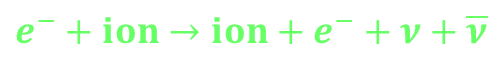 e⁻ + ion → ion + e⁻ + ν + ν̅